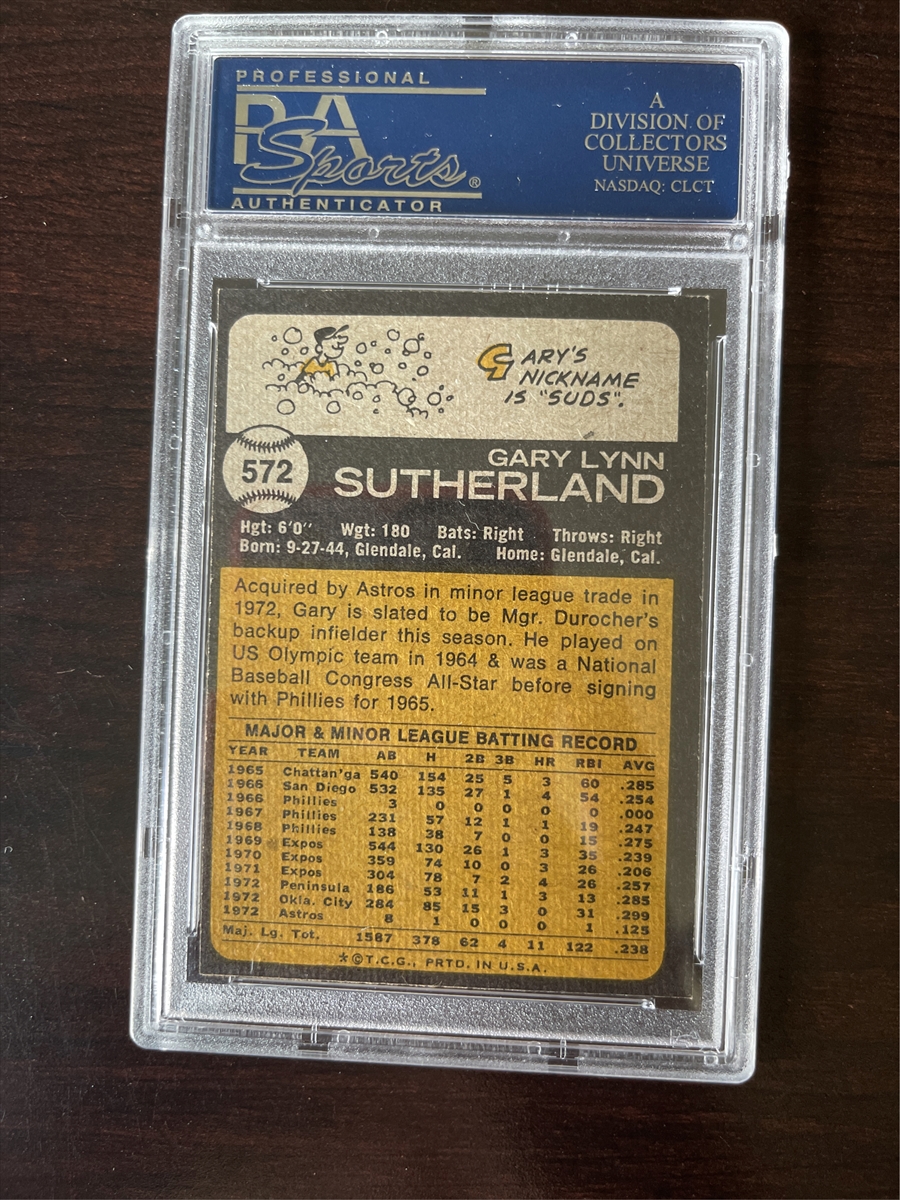 PROFESSIONAL
PSA
Sports®
AUTHENTICATOR
A
DIVISION OF
COLLECTORS
UNIVERSE
NASDAQ: CLCT
GARY'S
NICKNAME
IS "SUDS".
572
GARY LYNN
SUTHERLAND
Hgt: 6'0" Wgt: 180 Bats: Right Throws: Right
Born: 9-27-44, Glendale, Cal. Home: Glendale, Cal.
Acquired by Astros in minor league trade in
1972, Gary is slated to be Mgr. Durocher's
backup infielder this season. He played on
US Olympic team in 1964 & was a National
Baseball Congress All-Star before signing
with Phillies for 1965.
MAJOR & MINOR LEAGUE BATTING RECORD
YEAR TEAM AB H 2B 3B HR RBI AVG
1965 Chattan'ga 540 154 25 5 3 60 .285
1966 San Diego 532 135 27 1 4 54 .254
1966 Phillies 3 0 0 0 0 0 .000
1967 Phillies 231 57 12 1 1 19 .247
1968 Phillies 138 38 7 0 0 15 .275
1969 Expos 544 130 26 1 3 35 .239
1970 Expos 359 74 10 0 3 26 .206
1971 Expos 304 78 7 2 4 26 .257
1972 Peninsula 186 53 11 1 3 13 .285
1972 Okla. City 284 85 15 3 0 31 .299
1972 Astros 8 1 0 0 0 1 .125
Maj. Lg. Tot. 1587 378 62 4 11 122 .238
*©T.C.G., PRTD. IN U.S.A.